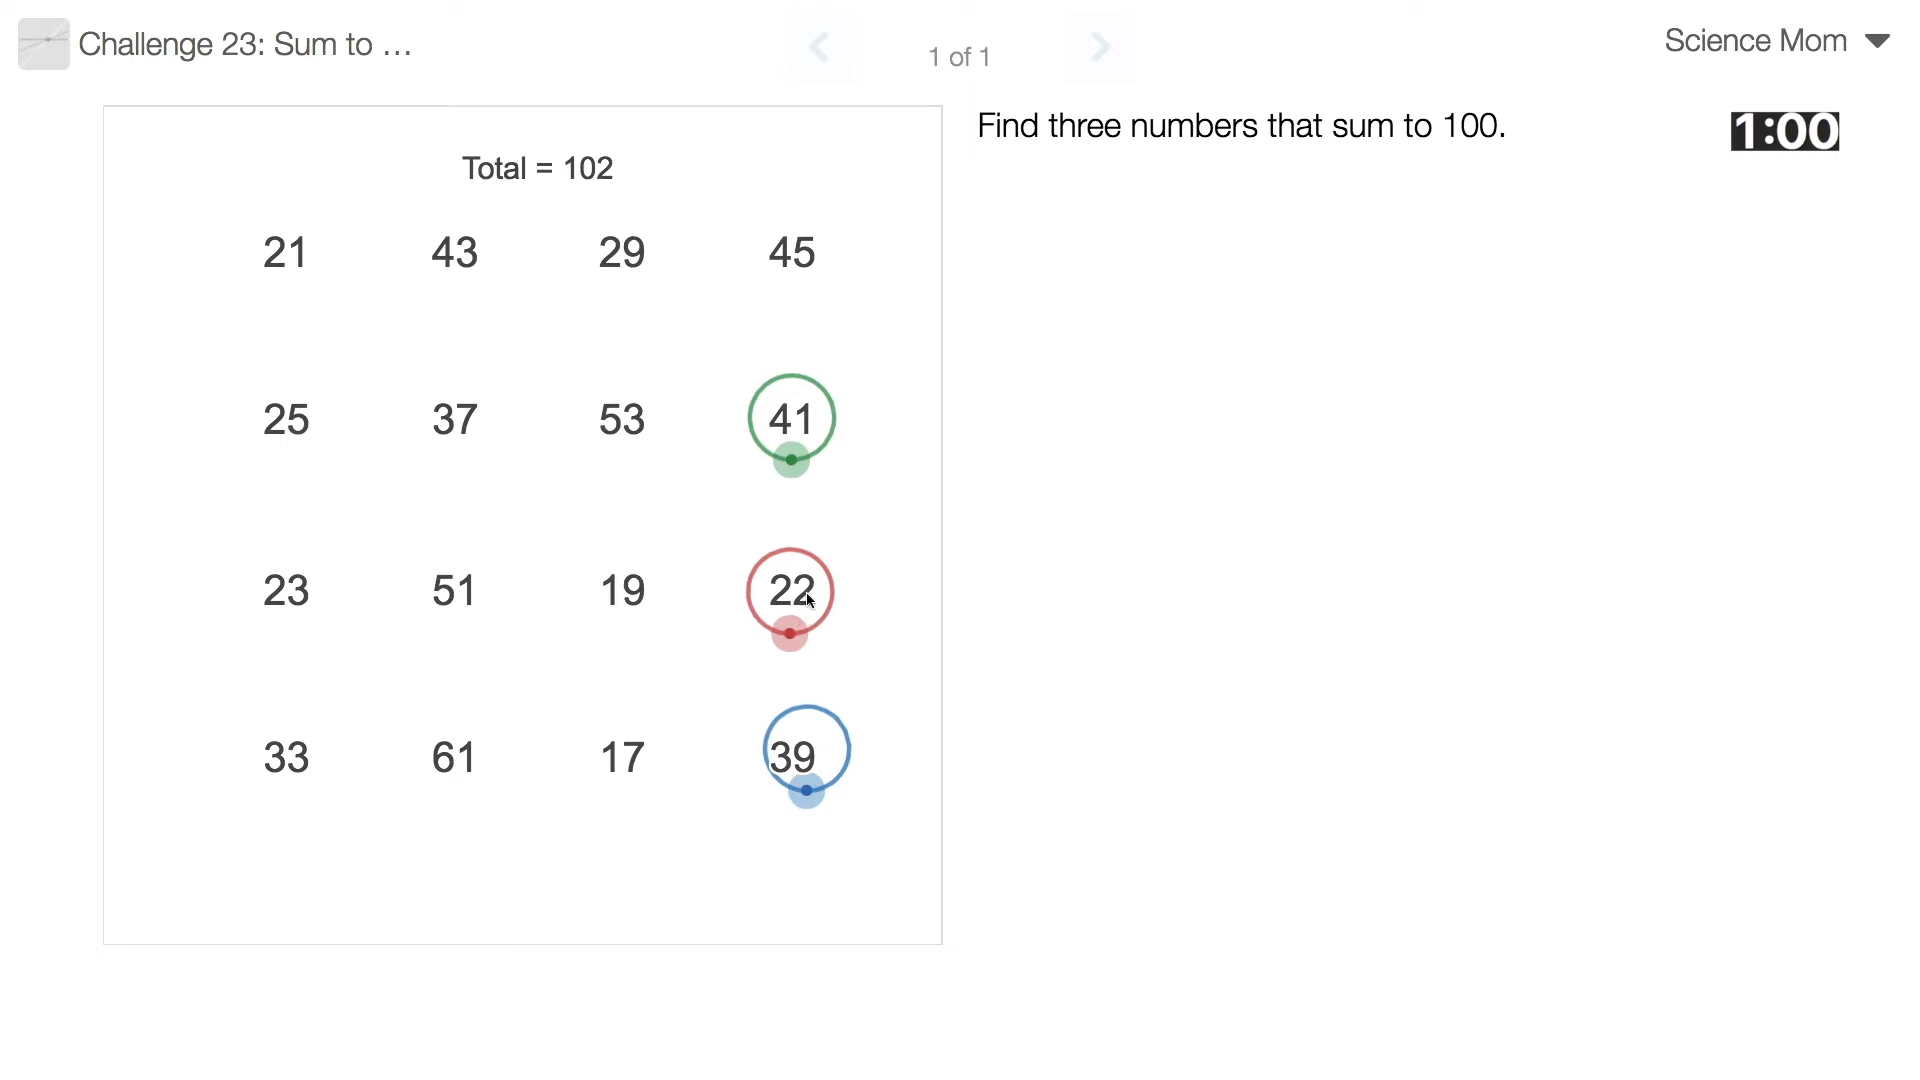 Challenge 23: Sum to …
1 of 1
Science Mom
Find three numbers that sum to 100.
1:00
Total = 102
21 43 29 45
25 37 53 41
23 51 19 22
33 61 17 39